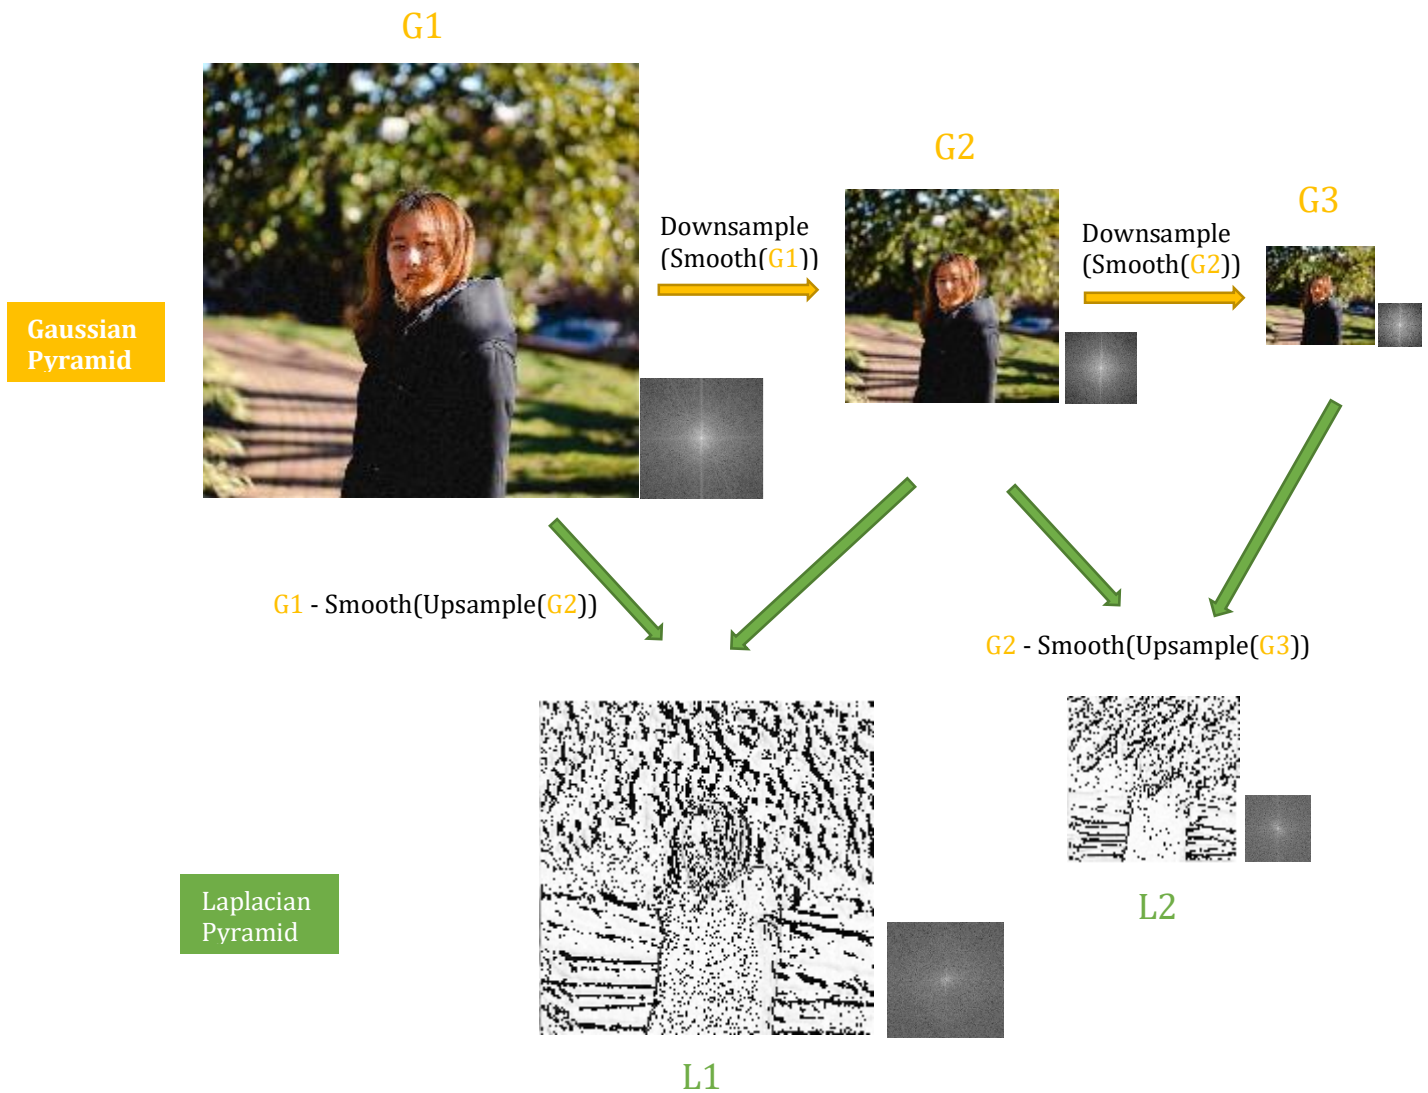 G1
G2
G3
Downsample
(Smooth(G1))
Downsample
(Smooth(G2))
Gaussian
Pyramid
G1 - Smooth(Upsample(G2))
G2 - Smooth(Upsample(G3))
Laplacian
Pyramid
L2
L1